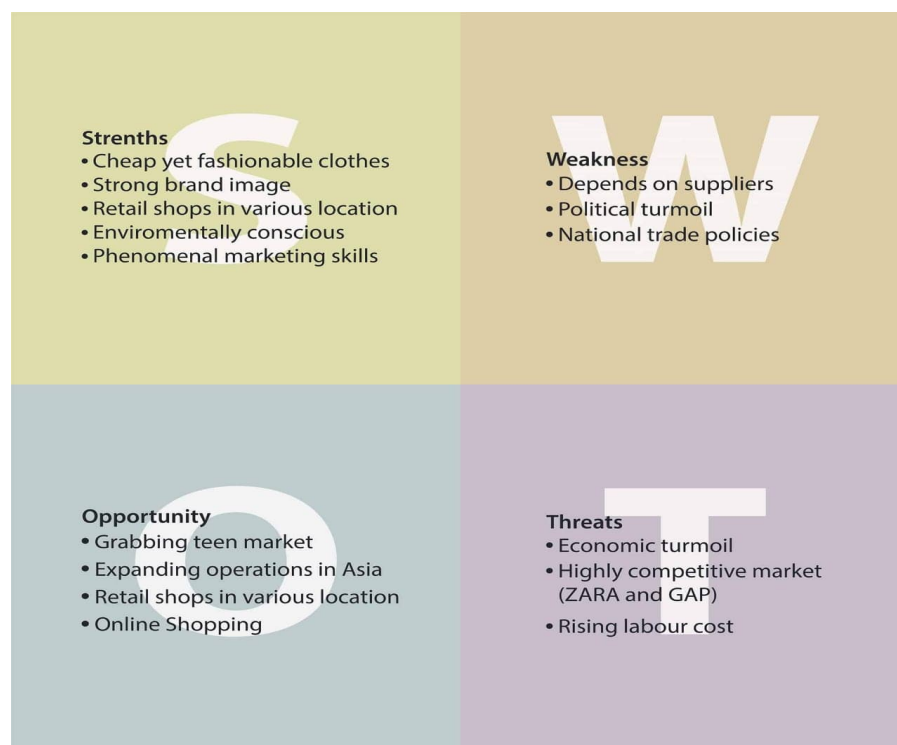 S
Strenths
• Cheap yet fashionable clothes
• Strong brand image
• Retail shops in various location
• Enviromentally conscious
• Phenomenal marketing skills
W
Weakness
• Depends on suppliers
• Political turmoil
• National trade policies
O
Opportunity
• Grabbing teen market
• Expanding operations in Asia
• Retail shops in various location
• Online Shopping
T
Threats
• Economic turmoil
• Highly competitive market
(ZARA and GAP)
• Rising labour cost